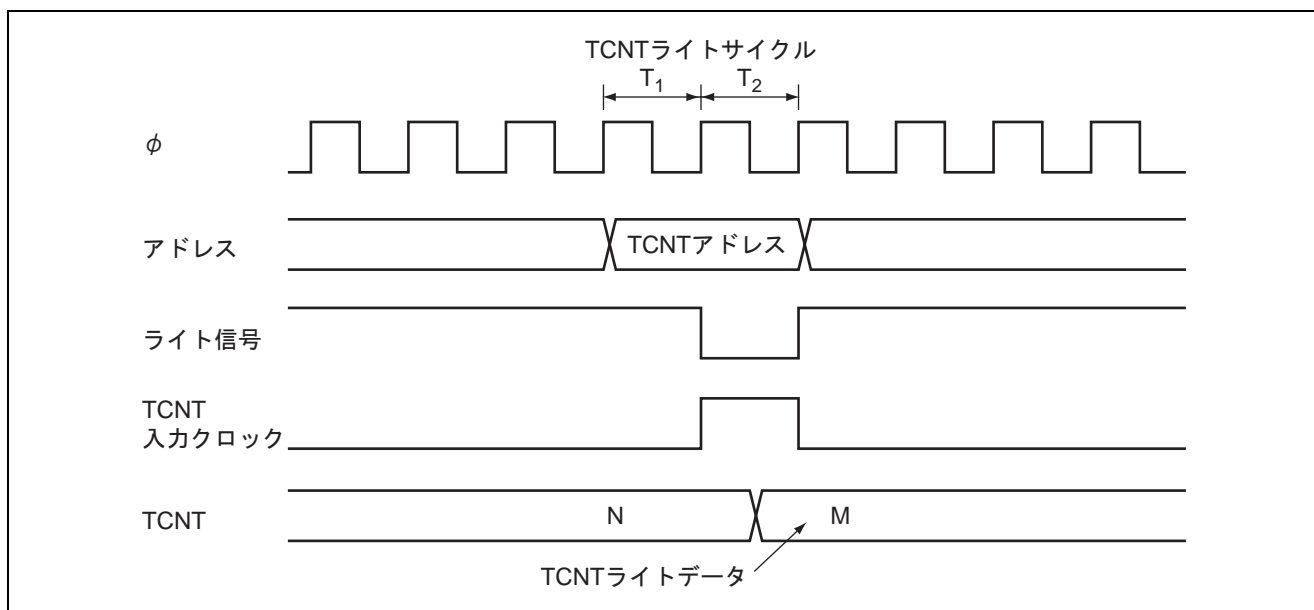 TCNTライトサイクル
T1 T2
φ
アドレス
TCNTアドレス
ライト信号
TCNT
入力クロック
TCNT
N
M
TCNTライトデータ